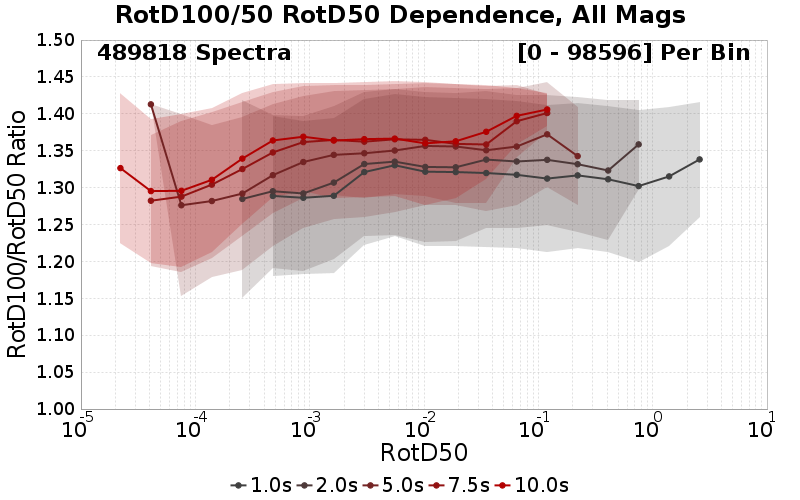 RotD100/50 RotD50 Dependence, All Mags
489818 Spectra
[0 - 98596] Per Bin
RotD100/RotD50 Ratio
1.50
1.45
1.40
1.35
1.30
1.25
1.20
1.15
1.10
1.05
1.00
10^-5 10^-4 10^-3 10^-2 10^-1 10^0 10^1
RotD50
1.0s 2.0s 5.0s 7.5s 10.0s